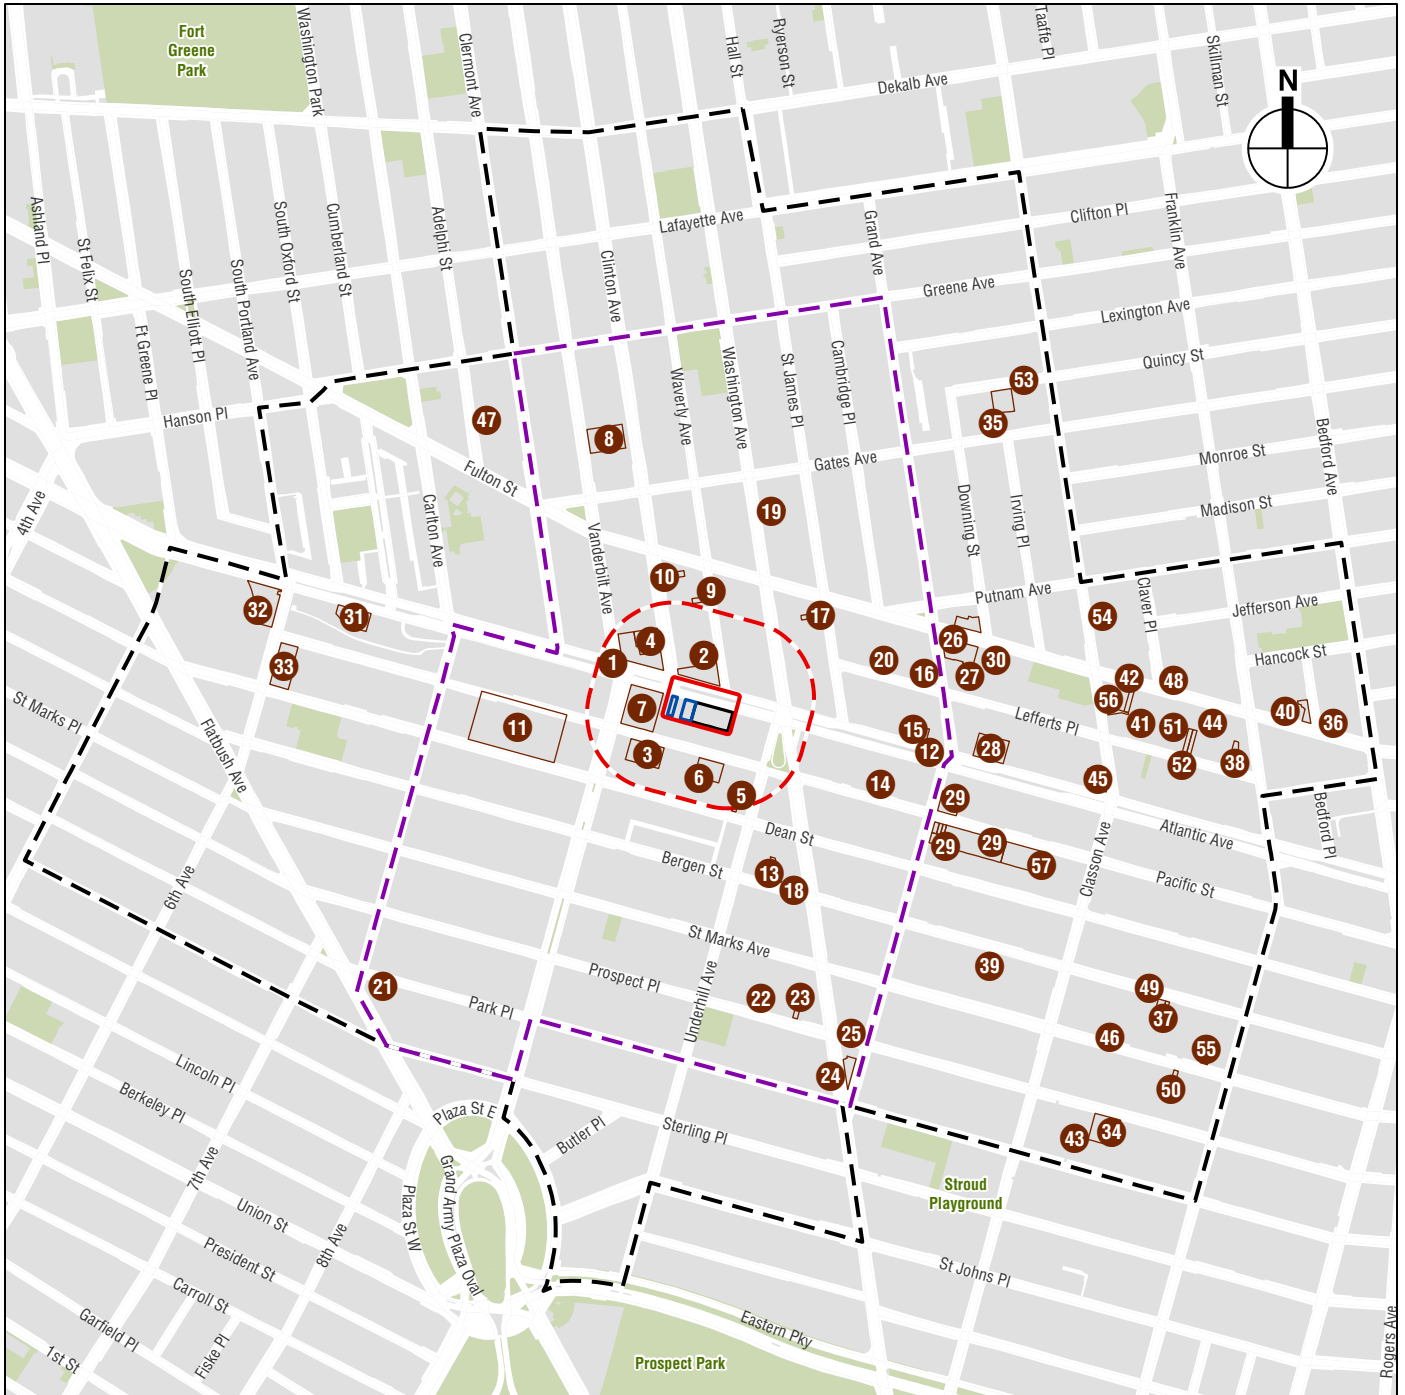 Fort
Greene
Park
Washington Park
Clermont Ave
Hall St
Ryerson St
Taaffe Pl
Skillman St
Dekalb Ave
N
Ashland Pl
St Felix St
South Elliott Pl
South Portland Ave
South Oxford St
Cumberland St
Adelphi St
Lafayette Ave
Clinton Ave
Grand Ave
Clifton Pl
Franklin Ave
Greene Ave
Lexington Ave
Quincy St
Ft Greene Pl
Hanson Pl
Waverly Ave
Washington Ave
St James Pl
Cambridge Pl
53
35
47
8
Fulton St
Gates Ave
Monroe St
Madison St
Bedford Ave
4th Ave
Carlton Ave
Vanderbilt Ave
19
Downing St
Irving Pl
Putnam Ave
Claver Pl
Jefferson Ave
Hancock St
10
9
17
54
32
31
33
1
4
2
7
3
6
5
11
20
16
26
27
30
15
12
28
14
29
29
29
57
Lefferts Pl
42
48
56
41
51
44
52
38
40
36
45
St Marks Pl
Flatbush Ave
Dean St
Bergen St
13
18
Classon Ave
Atlantic Ave
Bedford Pl
Pacific St
6th Ave
St Marks Ave
Prospect Pl
Underhill Ave
Park Pl
21
22
23
25
24
39
49
37
46
55
50
43
34
Lincoln Pl
Berkeley Pl
Plaza St E
Butler Pl
Sterling Pl
7th Ave
Plaza St W
Grand Army Plaza Oval
Stroud
Playground
Union St
8th Ave
President St
Carroll St
St Johns Pl
Garfield Pl
Fiske Pl
1st St
Eastern Pky
Prospect Park
Rogers Ave